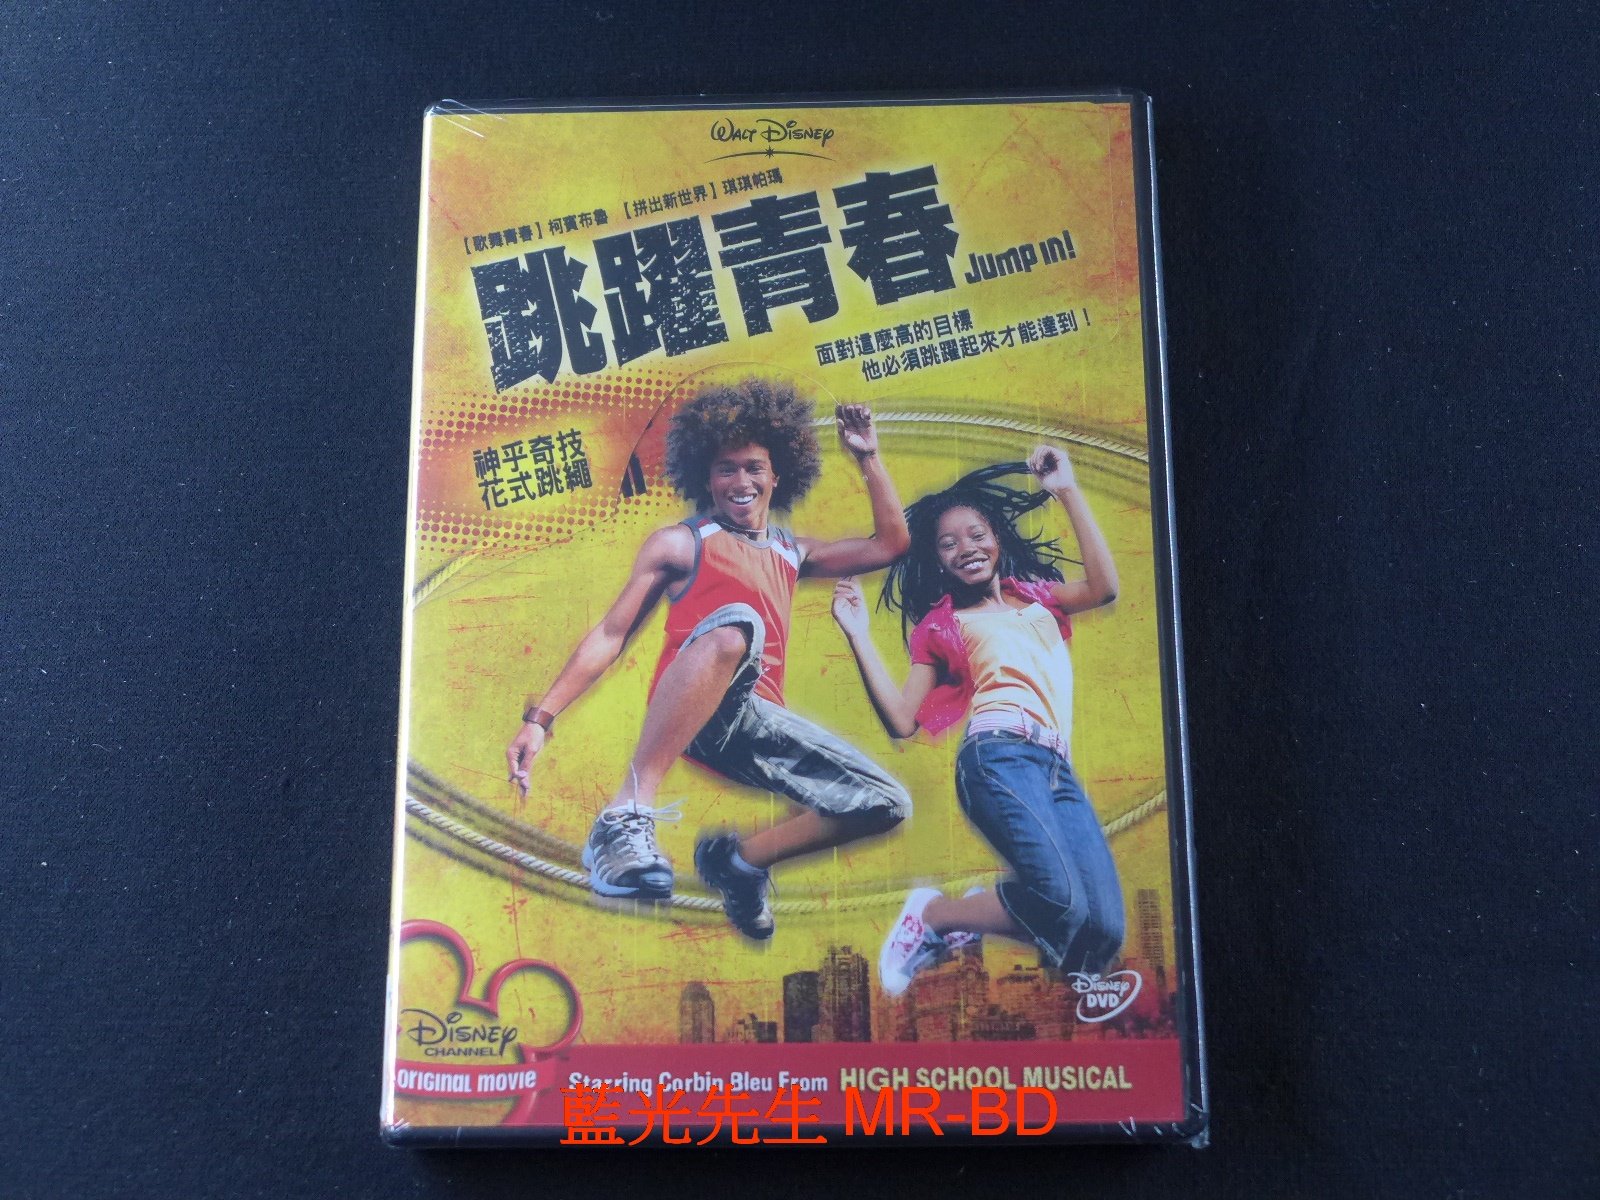 WALT DISNEY
【歌舞青春】柯賓布魯 【拼出新世界】琪琪帕瑪
跳躍青春
Jump in!
面對這麼高的目標
他必須跳躍起來才能達到！
神乎奇技
花式跳繩
DISNEY
DVD
DISNEY
CHANNEL
ORIGINAL MOVIE
Starring Corbin Bleu From HIGH SCHOOL MUSICAL
藍光先生 MR-BD